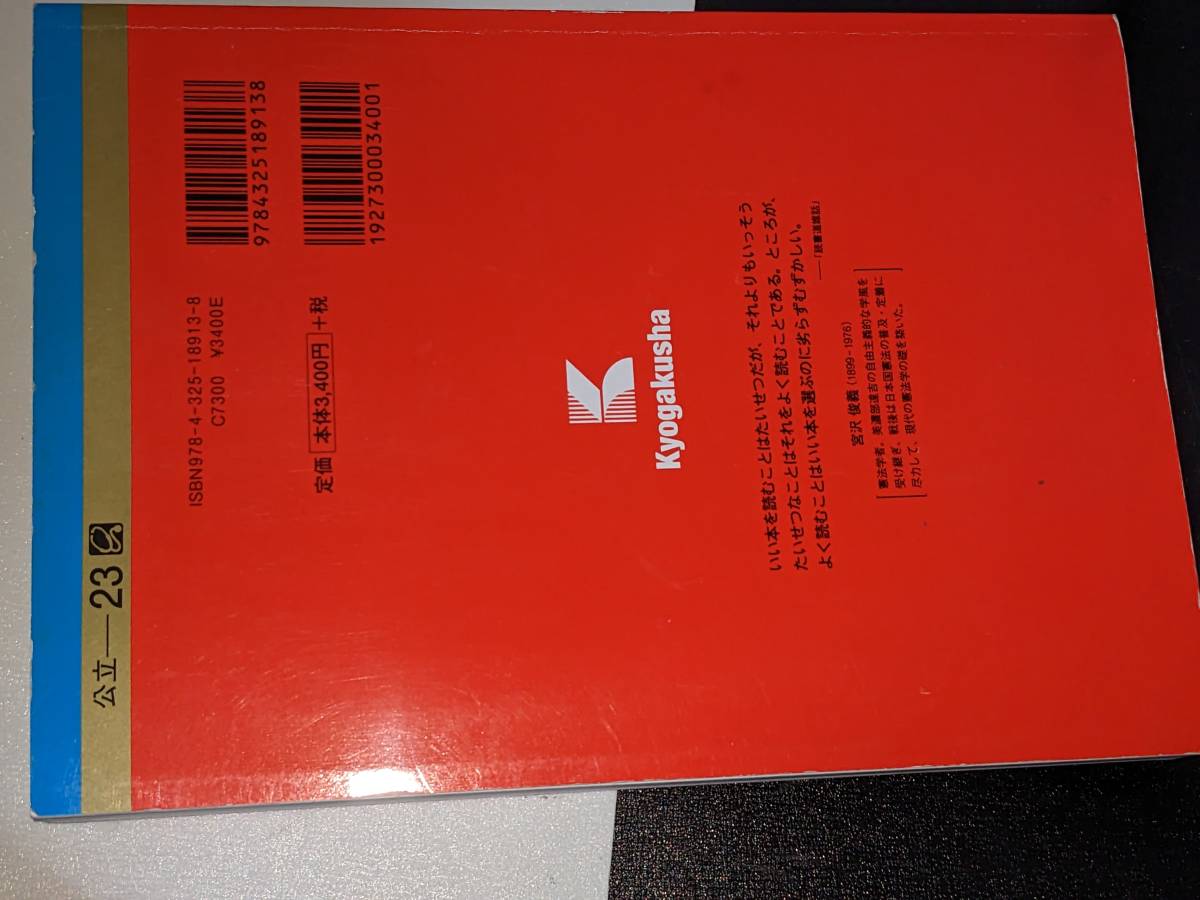 公立―23
9784325189138
1927300034001
ISBN978-4-325-18913-8
C7300 ¥3400E
定価 本体3,400円 +税
Kyogakusha
いい本を読むことはたいせつだが、それよりもいっそう
たいせつなことはそれをよく読むことである。ところが、
よく読むことはいい本を選ぶのに劣らずむずかしい。
――「読書道雑話」
宮沢 俊義 (1899-1976)
憲法学者。美濃部達吉の自由主義的な学風を
受け継ぎ、戦後は日本国憲法の普及・定着に
尽力して、現代の憲法学の礎を築いた。